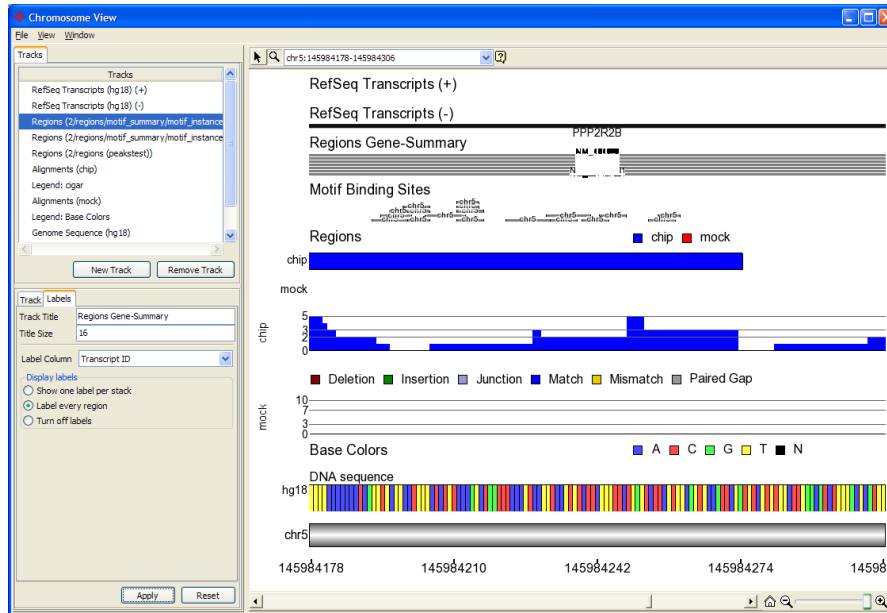 Chromosome View
File View Window
Tracks
Tracks
RefSeq Transcripts (hg18) (+)
RefSeq Transcripts (hg18) (-)
Regions (2/regions/motif_summary/motif_instance
Regions (2/regions/motif_summary/motif_instance
Regions (2/regions (peakstest))
Alignments (chip)
Legend: cigar
Alignments (mock)
Legend: Base Colors
Genome Sequence (hg18)
New Track Remove Track
Track Labels
Track Title Regions Gene-Summary
Title Size 16
Label Column Transcript ID
Display labels
Show one label per stack
Label every region
Turn off labels
Apply Reset
chr5:145984178-145984306
RefSeq Transcripts (+)
RefSeq Transcripts (-)
PPP2R2B
Regions Gene-Summary
Motif Binding Sites
chr5 chr5
chr5
Regions chip mock
chip
mock
chip
5
3
2
0
Deletion Insertion Junction Match Mismatch Paired Gap
mock
10
7
3
0
Base Colors A C G T N
DNA sequence
hg18
chr5
145984178 145984210 145984242 145984274